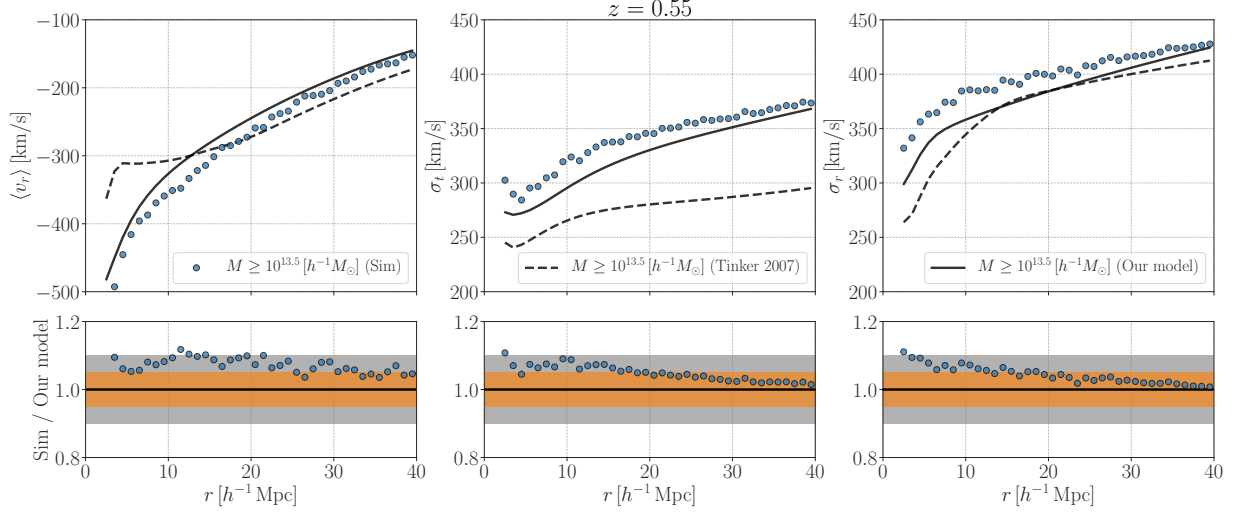 z = 0.55
−100
−200
−300
−400
−500
⟨v_r⟩ [km/s]
M ≥ 10^{13.5} [h^{−1}M_⊙] (Sim)
450
400
350
300
250
200
σ_t [km/s]
M ≥ 10^{13.5} [h^{−1}M_⊙] (Tinker 2007)
450
400
350
300
250
200
σ_r [km/s]
M ≥ 10^{13.5} [h^{−1}M_⊙] (Our model)
1.2
1.0
0.8
Sim / Our model
0 10 20 30 40
r [h^{−1} Mpc]
1.2
1.0
0.8
0 10 20 30 40
r [h^{−1} Mpc]
1.2
1.0
0.8
0 10 20 30 40
r [h^{−1} Mpc]